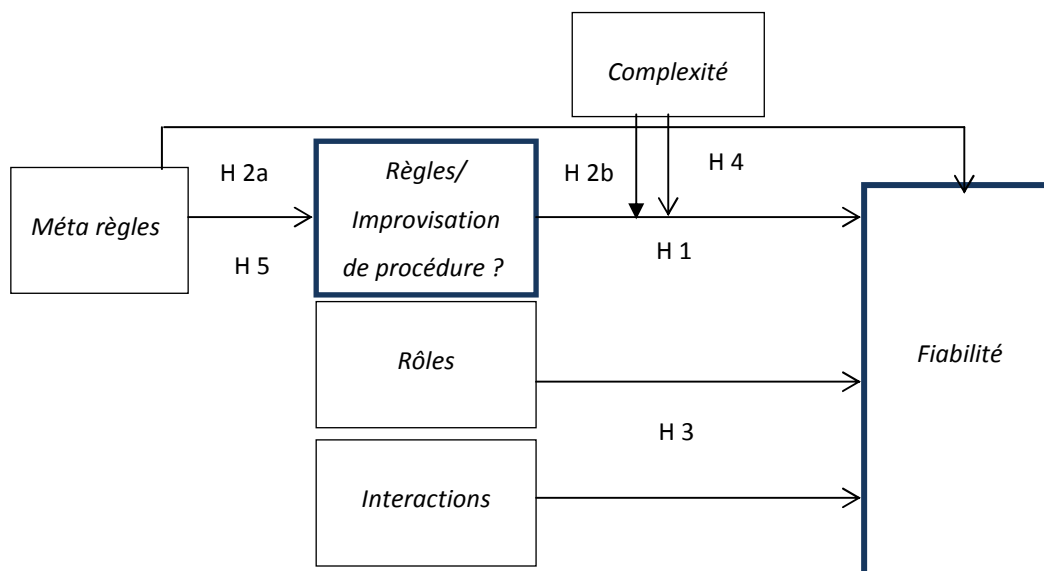 Complexité
H 4
H 2a
Règles/
H 2b
Improvisation
Méta règles
de procédure ?
H 1
H 5
Fiabilité
Rôles
H 3
Interactions